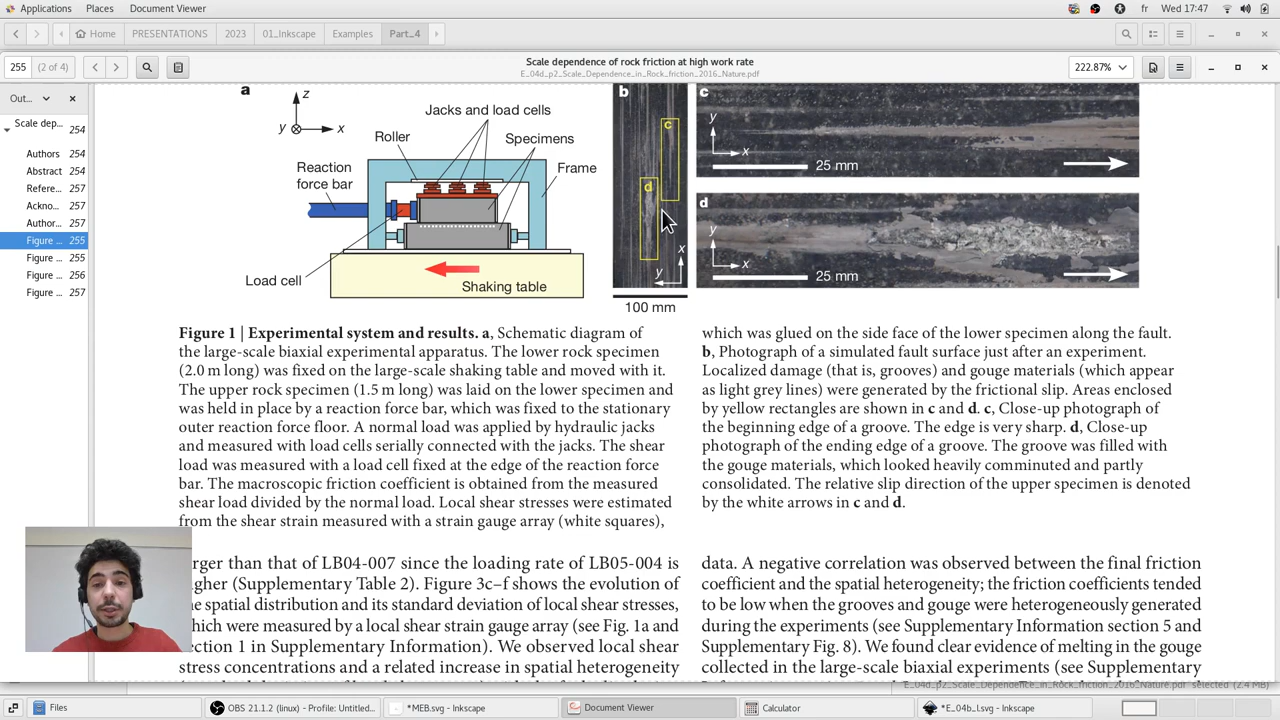 Applications Places Document Viewer
fr Wed 17:47
Home PRESENTATIONS 2023 01_Inkscape Examples Part_4
255 (2 of 4)
Scale dependence of rock friction at high work rate
E_04d_p2_Scale_Dependence_in_Rock_friction_2016_Nature.pdf
222.87%
Out...
Scale dep... 254
Authors 254
Abstract 254
Refere... 257
Ackno... 257
Author... 257
Figure ... 255
Figure ... 255
Figure ... 256
Figure ... 257
a
z
y x
Jacks and load cells
Roller
Specimens
Reaction
force bar
Frame
Load cell
Shaking table
b
c
d
x
y
100 mm
c
y
x
25 mm
d
y
x
25 mm
Figure 1 | Experimental system and results. a, Schematic diagram of
the large-scale biaxial experimental apparatus. The lower rock specimen
(2.0 m long) was fixed on the large-scale shaking table and moved with it.
The upper rock specimen (1.5 m long) was laid on the lower specimen and
was held in place by a reaction force bar, which was fixed to the stationary
outer reaction force floor. A normal load was applied by hydraulic jacks
and measured with load cells serially connected with the jacks. The shear
load was measured with a load cell fixed at the edge of the reaction force
bar. The macroscopic friction coefficient is obtained from the measured
shear load divided by the normal load. Local shear stresses were estimated
from the shear strain measured with a strain gauge array (white squares),
which was glued on the side face of the lower specimen along the fault.
b, Photograph of a simulated fault surface just after an experiment.
Localized damage (that is, grooves) and gouge materials (which appear
as light grey lines) were generated by the frictional slip. Areas enclosed
by yellow rectangles are shown in c and d. c, Close-up photograph of
the beginning edge of a groove. The edge is very sharp. d, Close-up
photograph of the ending edge of a groove. The groove was filled with
the gouge materials, which looked heavily comminuted and partly
consolidated. The relative slip direction of the upper specimen is denoted
by the white arrows in c and d.
than that of LB04-007 since the loading rate of LB05-004 is
(Supplementary Table 2). Figure 3c–f shows the evolution of
spatial distribution and its standard deviation of local shear stresses,
were measured by a local shear strain gauge array (see Fig. 1a and
1 in Supplementary Information). We observed local shear
stress concentrations and a related increase in spatial heterogeneity
data. A negative correlation was observed between the final friction
coefficient and the spatial heterogeneity; the friction coefficients tended
to be low when the grooves and gouge were heterogeneously generated
during the experiments (see Supplementary Information section 5 and
Supplementary Fig. 8). We found clear evidence of melting in the gouge
collected in the large-scale biaxial experiments (see Supplementary
"E_04d_p2_Scale_Dependence_in_Rock_friction_2016_Nature.pdf" selected (2.4 MB)
Files
OBS 21.1.2 (linux) - Profile: Untitled...
*MEB.svg - Inkscape
Document Viewer
Calculator
*E_04b_l.svg - Inkscape